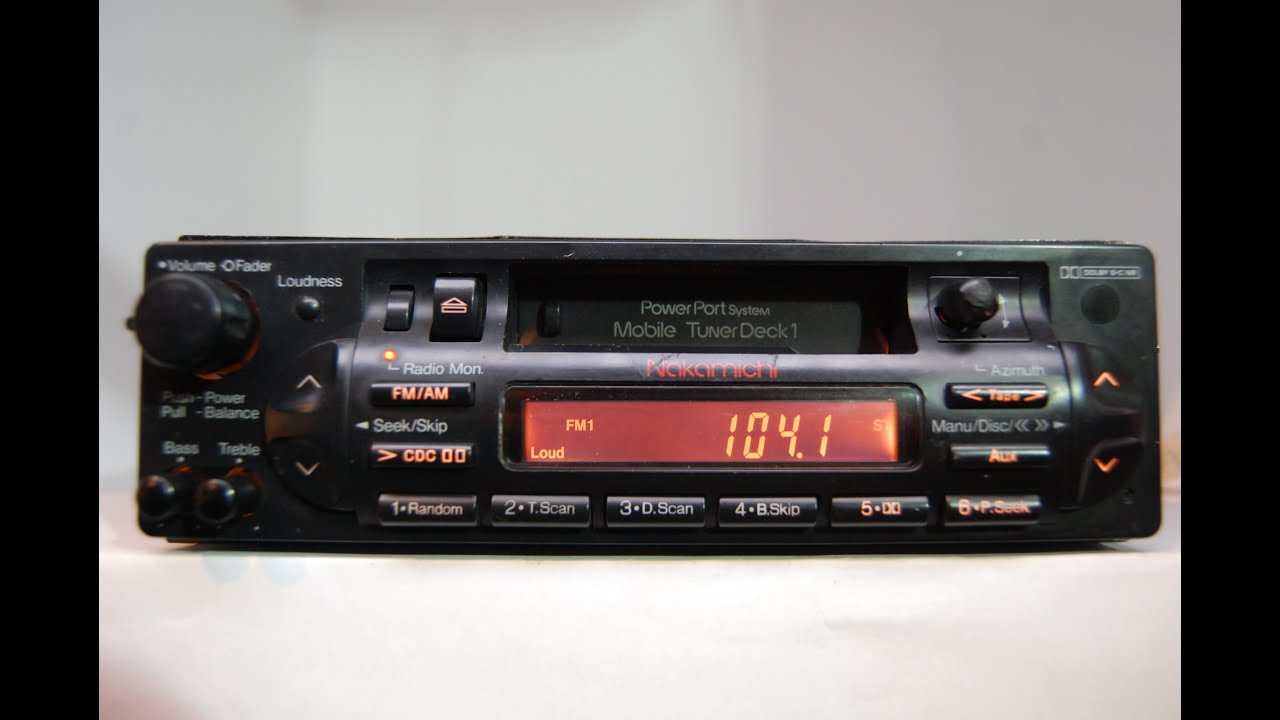 Volume Fader
Loudness
DOLBY B-C NR
Power Port System
Mobile Tuner Deck 1
Radio Mon.
Nakamichi
Azimuth
FM/AM
Tape
Push - Power
Pull - Balance
Seek/Skip
FM1
104.1
ST
Manu/Disc/
Loud
CDC
Aux
Bass
Treble
1•Random
2•T.Scan
3•D.Scan
4•B.Skip
5•
6•P.Seek